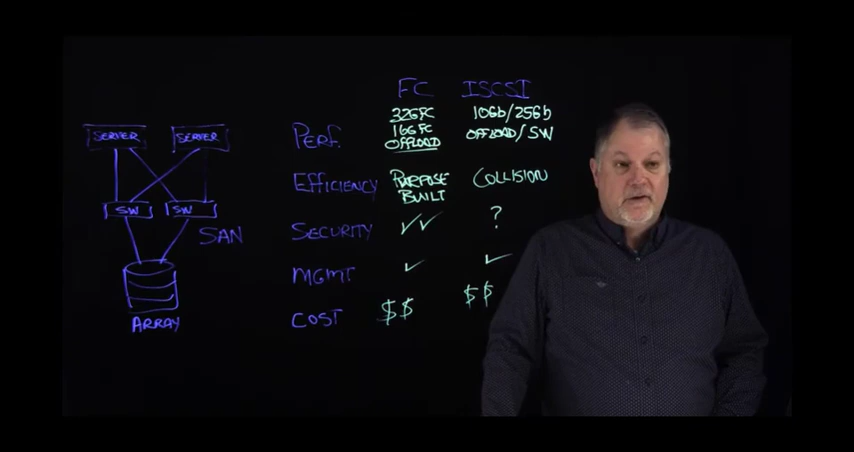 FC ISCSI
SERVER SERVER
Perf. 32GFC 10Gb/25Gb
16GFC OFFLOAD/SW
OFFLOAD
EFFICIENCY PURPOSE COLLISION
BUILT
SW SW
SAN
SECURITY ✓✓ ?
MGMT ✓ ✓
COST $$ $$
ARRAY